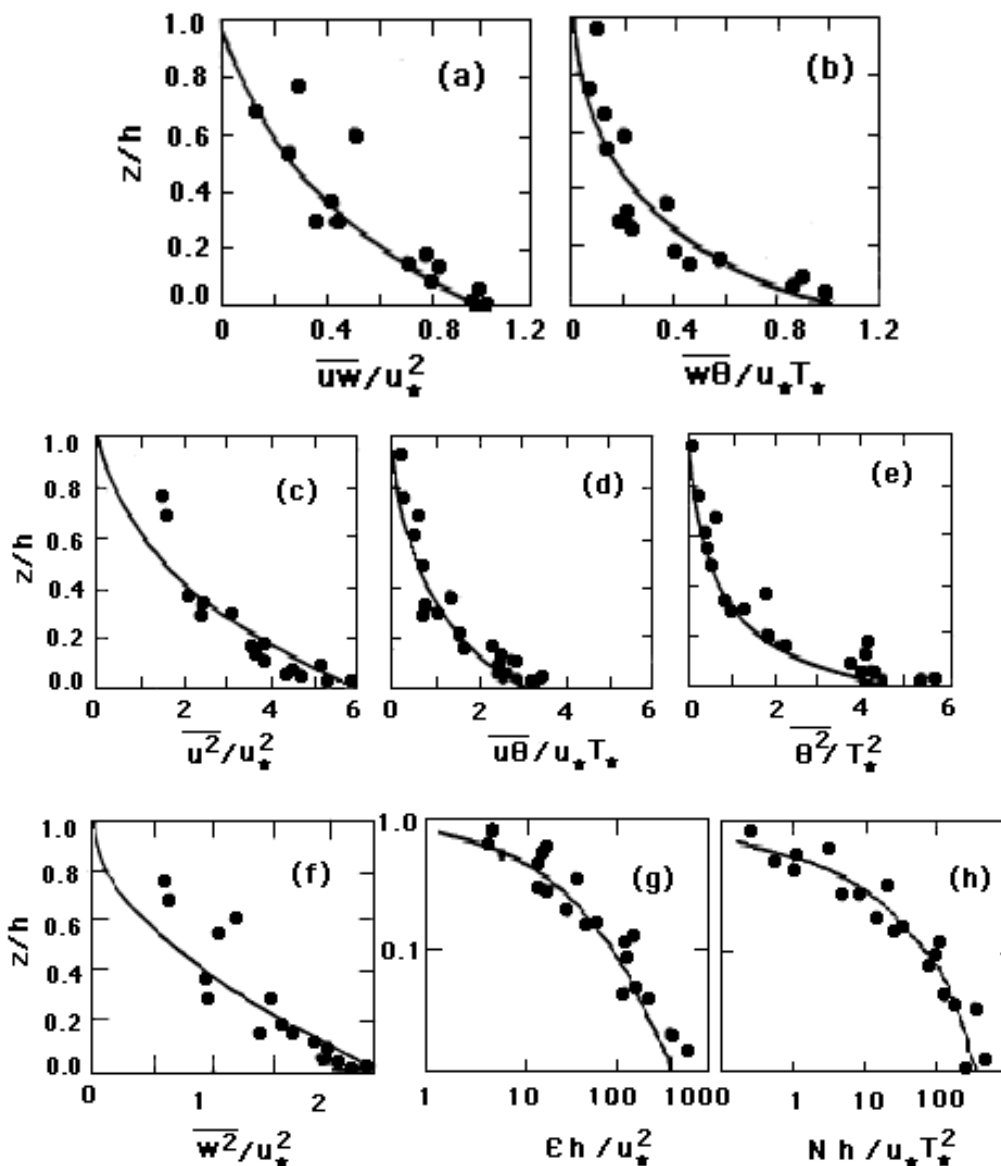 1.0
0.8
0.6
0.4
0.2
0.0
z/h
(a)
0 0.4 0.8 1.2
uw/u⋆²
(b)
0 0.4 0.8 1.2
wθ/u⋆T⋆
1.0
0.8
0.6
0.4
0.2
0.0
z/h
(c)
0 2 4 6
u²/u⋆²
(d)
0 2 4 6
uθ/u⋆T⋆
(e)
0 2 4 6
θ²/T⋆²
1.0
0.8
0.6
0.4
0.2
0.0
z/h
(f)
0 1 2
w²/u⋆²
1.0
0.1
(g)
1 10 100 1000
Ɛh/u⋆²
(h)
1 10 100
Nh/u⋆T⋆²